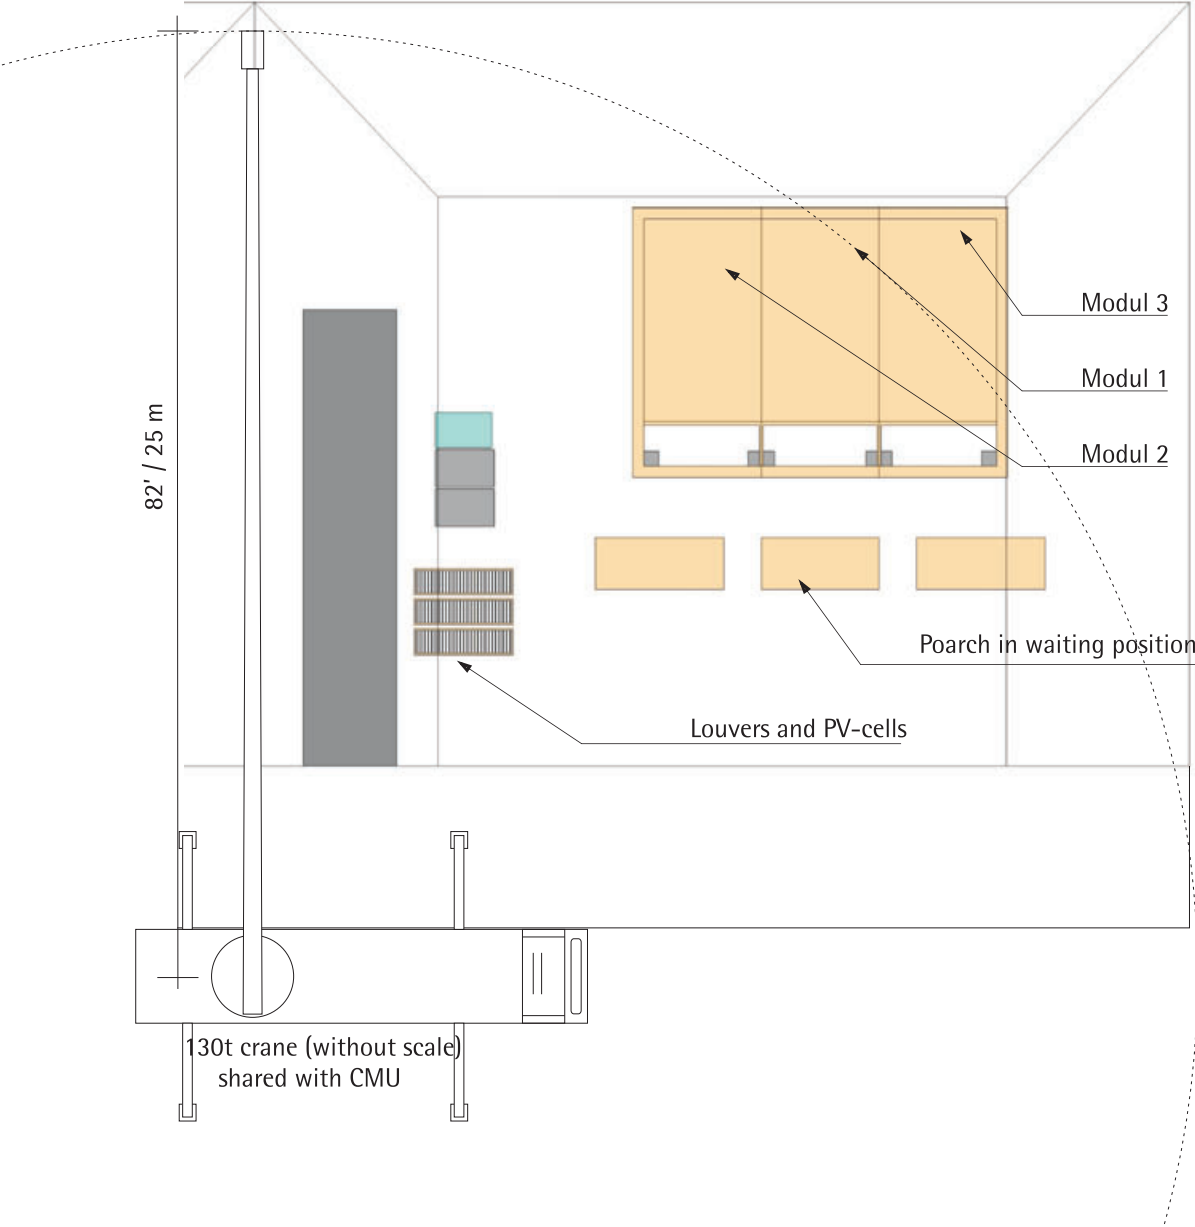 Modul 3
Modul 1
82' / 25 m
Modul 2
Poarch in waiting position
Louvers and PV-cells
130t crane (without scale)
shared with CMU